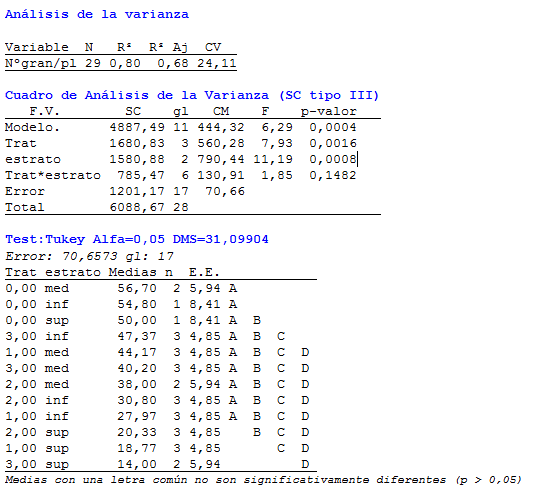 Análisis de la varianza
Variable N R² R² Aj CV
N°gran/pl 29 0,80 0,68 24,11
Cuadro de Análisis de la Varianza (SC tipo III)
F.V. SC gl CM F p-valor
Modelo. 4887,49 11 444,32 6,29 0,0004
Trat 1680,83 3 560,28 7,93 0,0016
estrato 1580,88 2 790,44 11,19 0,0008
Trat*estrato 785,47 6 130,91 1,85 0,1482
Error 1201,17 17 70,66
Total 6088,67 28
Test:Tukey Alfa=0,05 DMS=31,09904
Error: 70,6573 gl: 17
Trat estrato Medias n E.E.
0,00 med 56,70 2 5,94 A
0,00 inf 54,80 1 8,41 A
0,00 sup 50,00 1 8,41 A B
3,00 inf 47,37 3 4,85 A B C
1,00 med 44,17 3 4,85 A B C D
3,00 med 40,20 3 4,85 A B C D
2,00 med 38,00 2 5,94 A B C D
2,00 inf 30,80 3 4,85 A B C D
1,00 inf 27,97 3 4,85 A B C D
2,00 sup 20,33 3 4,85 B C D
1,00 sup 18,77 3 4,85 C D
3,00 sup 14,00 2 5,94 D
Medias con una letra común no son significativamente diferentes (p > 0,05)